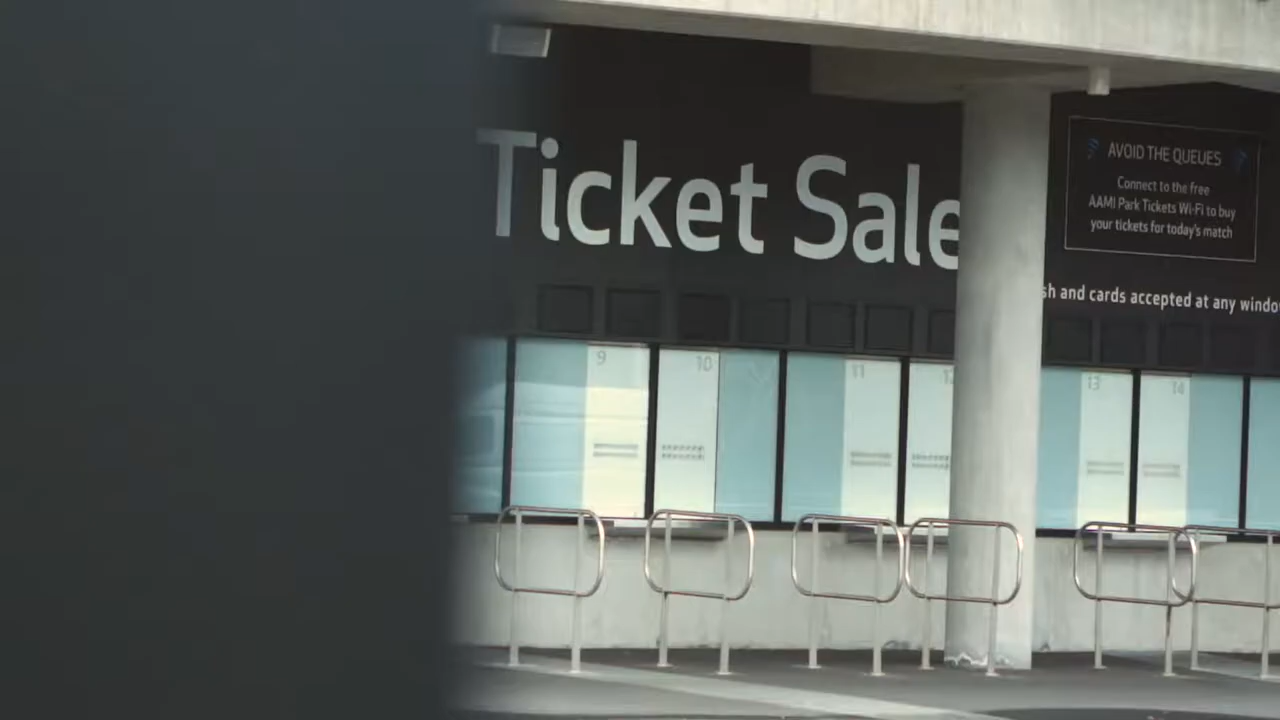 Ticket Sale
AVOID THE QUEUES
Connect to the free
AAMI Park Tickets Wi-Fi to buy
your tickets for today's match
sh and cards accepted at any windo
9
10
11
12
13
14